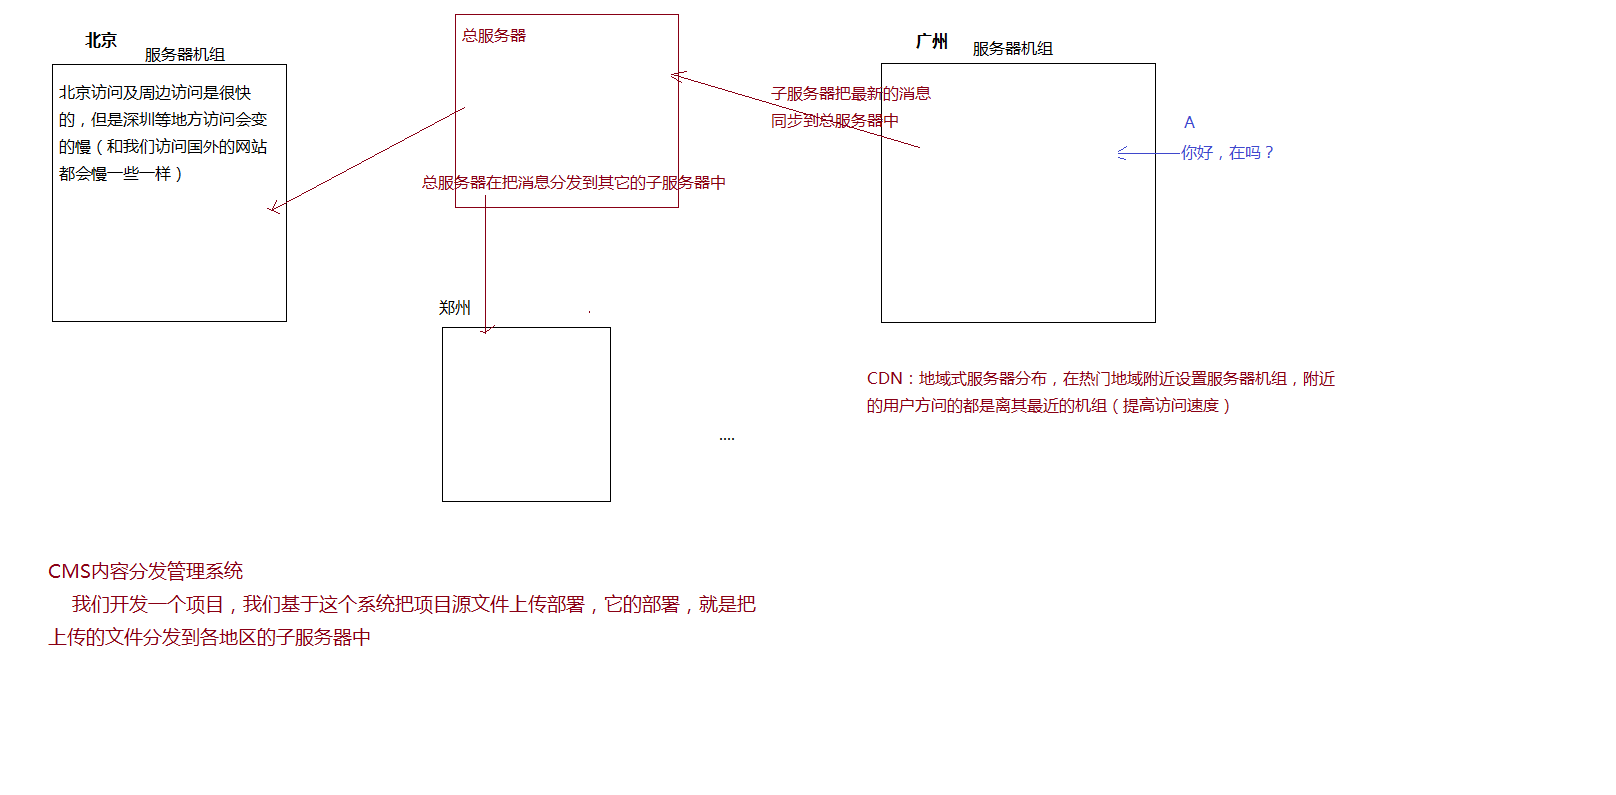 北京
服务器机组
北京访问及周边访问是很快
的，但是深圳等地方访问会变
的慢（和我们访问国外的网站
都会慢一些一样）
总服务器
总服务器在把消息分发到其它的子服务器中
子服务器把最新的消息
同步到总服务器中
广州
服务器机组
A
你好，在吗？
郑州
....
CDN：地域式服务器分布，在热门地域附近设置服务器机组，附近
的用户方问的都是离其最近的机组（提高访问速度）
CMS内容分发管理系统
我们开发一个项目，我们基于这个系统把项目源文件上传部署，它的部署，就是把
上传的文件分发到各地区的子服务器中